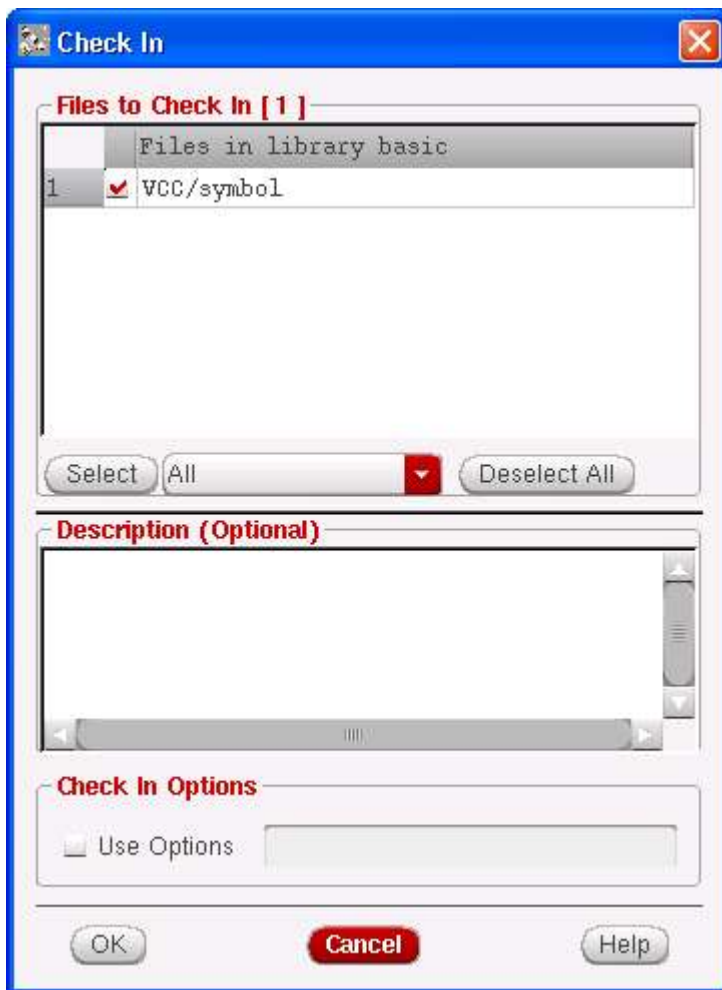 Check In
Files to Check In [ 1 ]
Files in library basic
1 VCC/symbol
Select All Deselect All
Description (Optional)
Check In Options
Use Options
OK Cancel Help